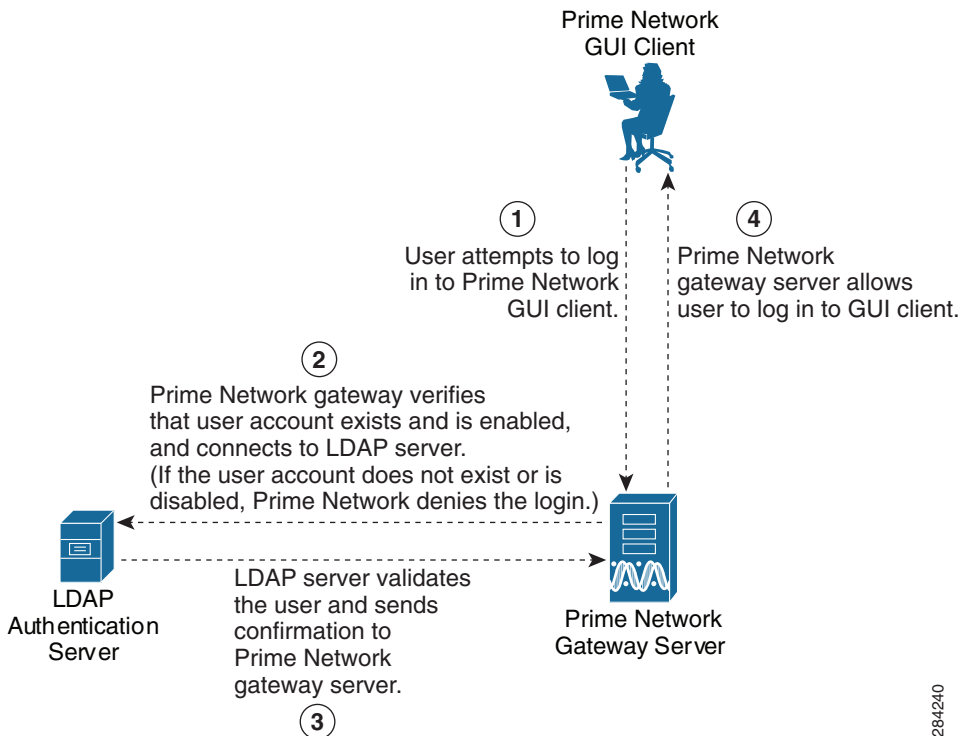 Prime Network
GUI Client
1
User attempts to log
in to Prime Network
GUI client.
4
Prime Network
gateway server allows
user to log in to GUI client.
2
Prime Network gateway verifies
that user account exists and is enabled,
and connects to LDAP server.
(If the user account does not exist or is
disabled, Prime Network denies the login.)
LDAP
Authentication
Server
LDAP server validates
the user and sends
confirmation to
Prime Network
gateway server.
3
Prime Network
Gateway Server
284240